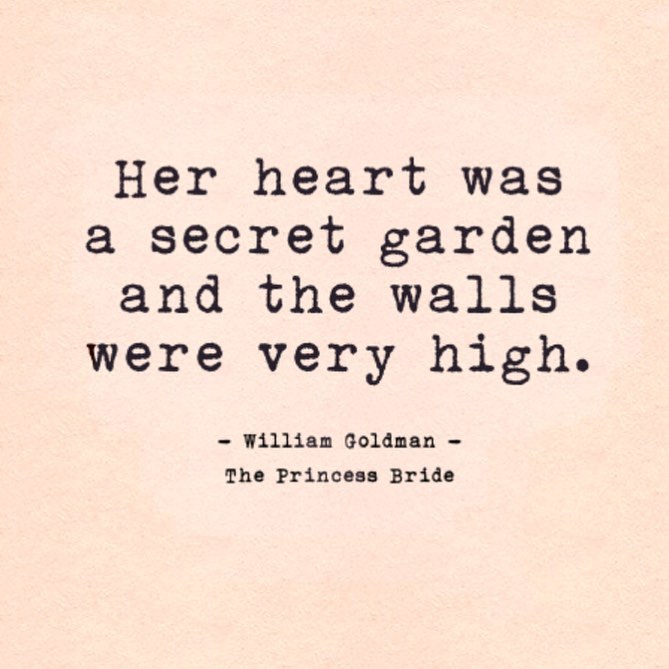 Her heart was
a secret garden
and the walls
were very high.
- William Goldman -
The Princess Bride